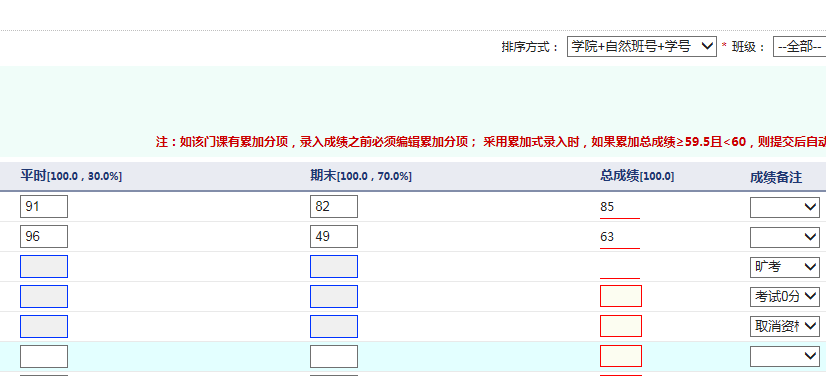 排序方式： 学院+自然班号+学号 * 班级： --全部--
注：如该门课有累加分项，录入成绩之前必须编辑累加分项； 采用累加式录入时，如果累加总成绩≥59.5且<60，则提交后自动
平时[100.0，30.0%] 期末[100.0，70.0%] 总成绩[100.0] 成绩备注
91 82 85
96 49 63
旷考
考试0分
取消资